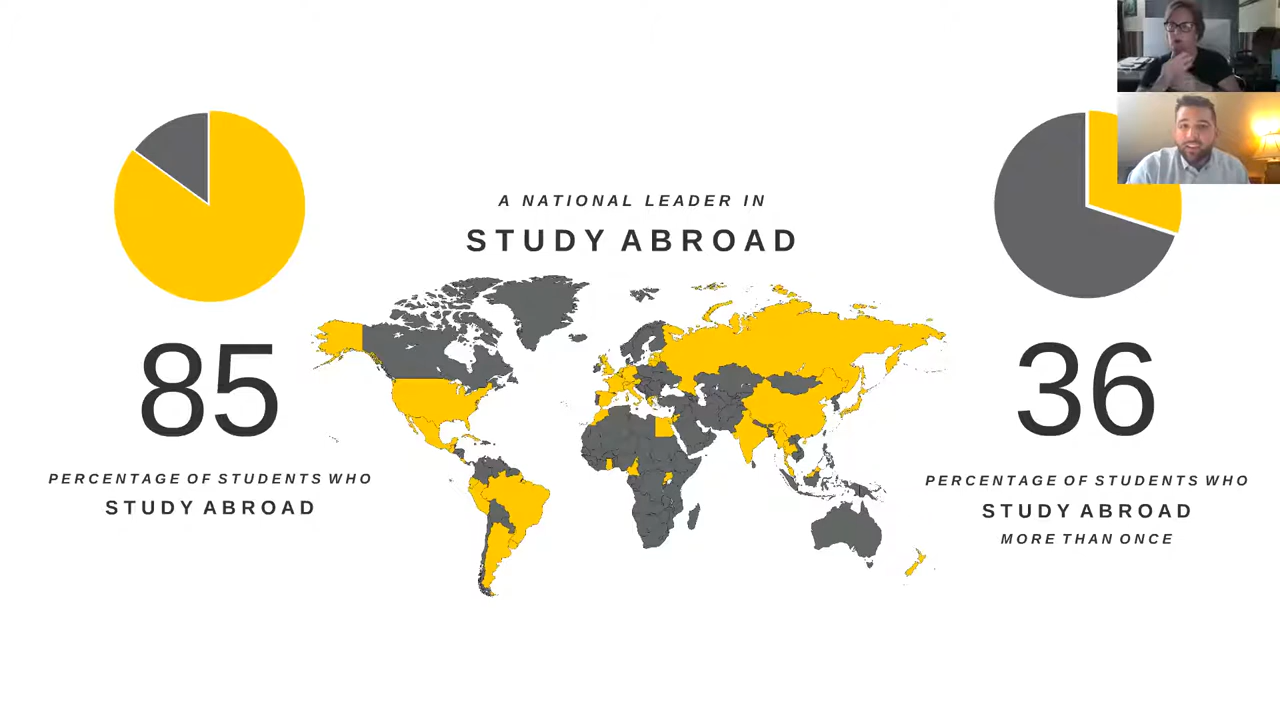 A NATIONAL LEADER IN
STUDY ABROAD
85
PERCENTAGE OF STUDENTS WHO
STUDY ABROAD
36
PERCENTAGE OF STUDENTS WHO
STUDY ABROAD
MORE THAN ONCE